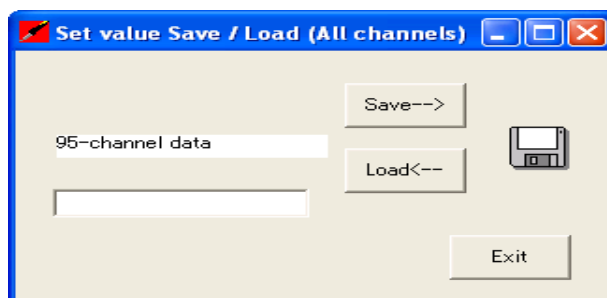 Set value Save / Load (All channels)
Save-->
95-channel data
Load<--
Exit